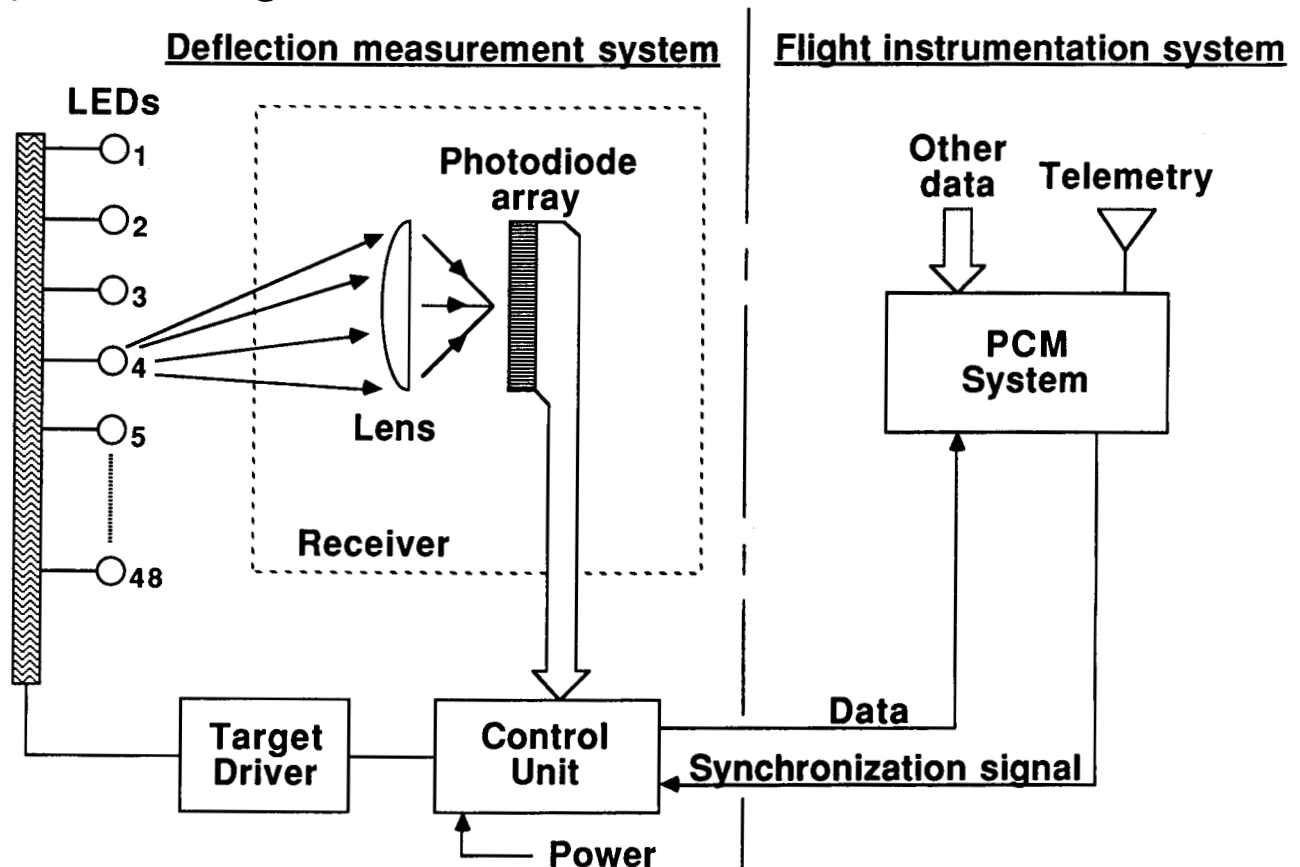 Deflection measurement system
Flight instrumentation system
LEDs
1
2
3
4
5
48
Photodiode
array
Lens
Receiver
Other
data
Telemetry
PCM
System
Target
Driver
Control
Unit
Data
Synchronization signal
Power